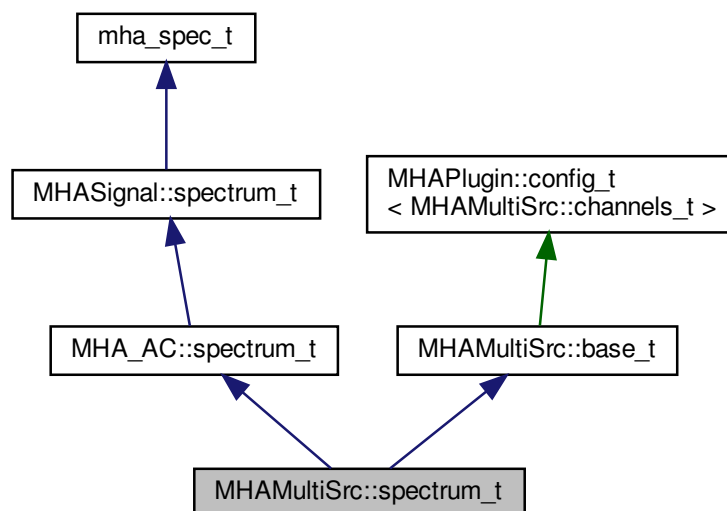 mha_spec_t
MHASignal::spectrum_t
MHAPlugin::config_t
< MHAMultiSrc::channels_t >
MHA_AC::spectrum_t
MHAMultiSrc::base_t
MHAMultiSrc::spectrum_t